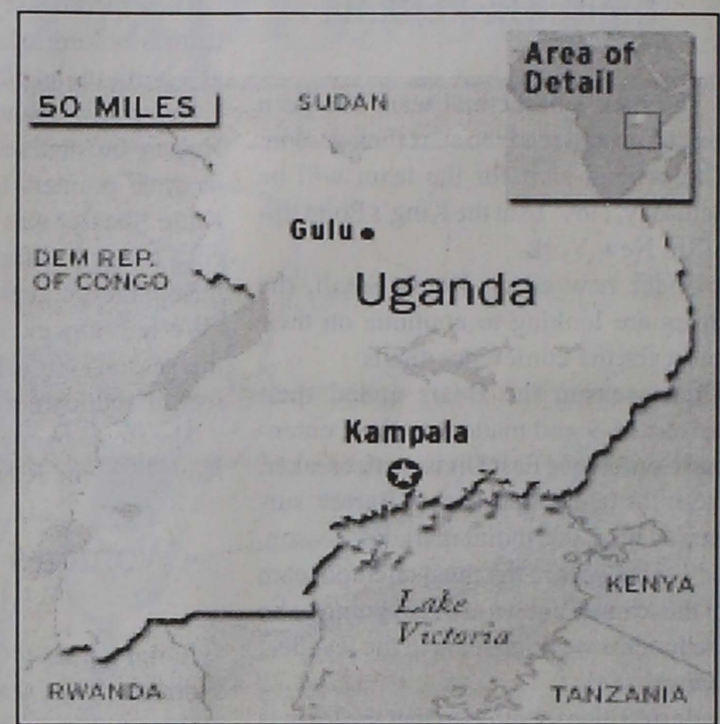 Area of
Detail
50 MILES
SUDAN
Gulu
DEM REP.
OF CONGO
Uganda
Kampala
KENYA
Lake
Victoria
RWANDA
TANZANIA